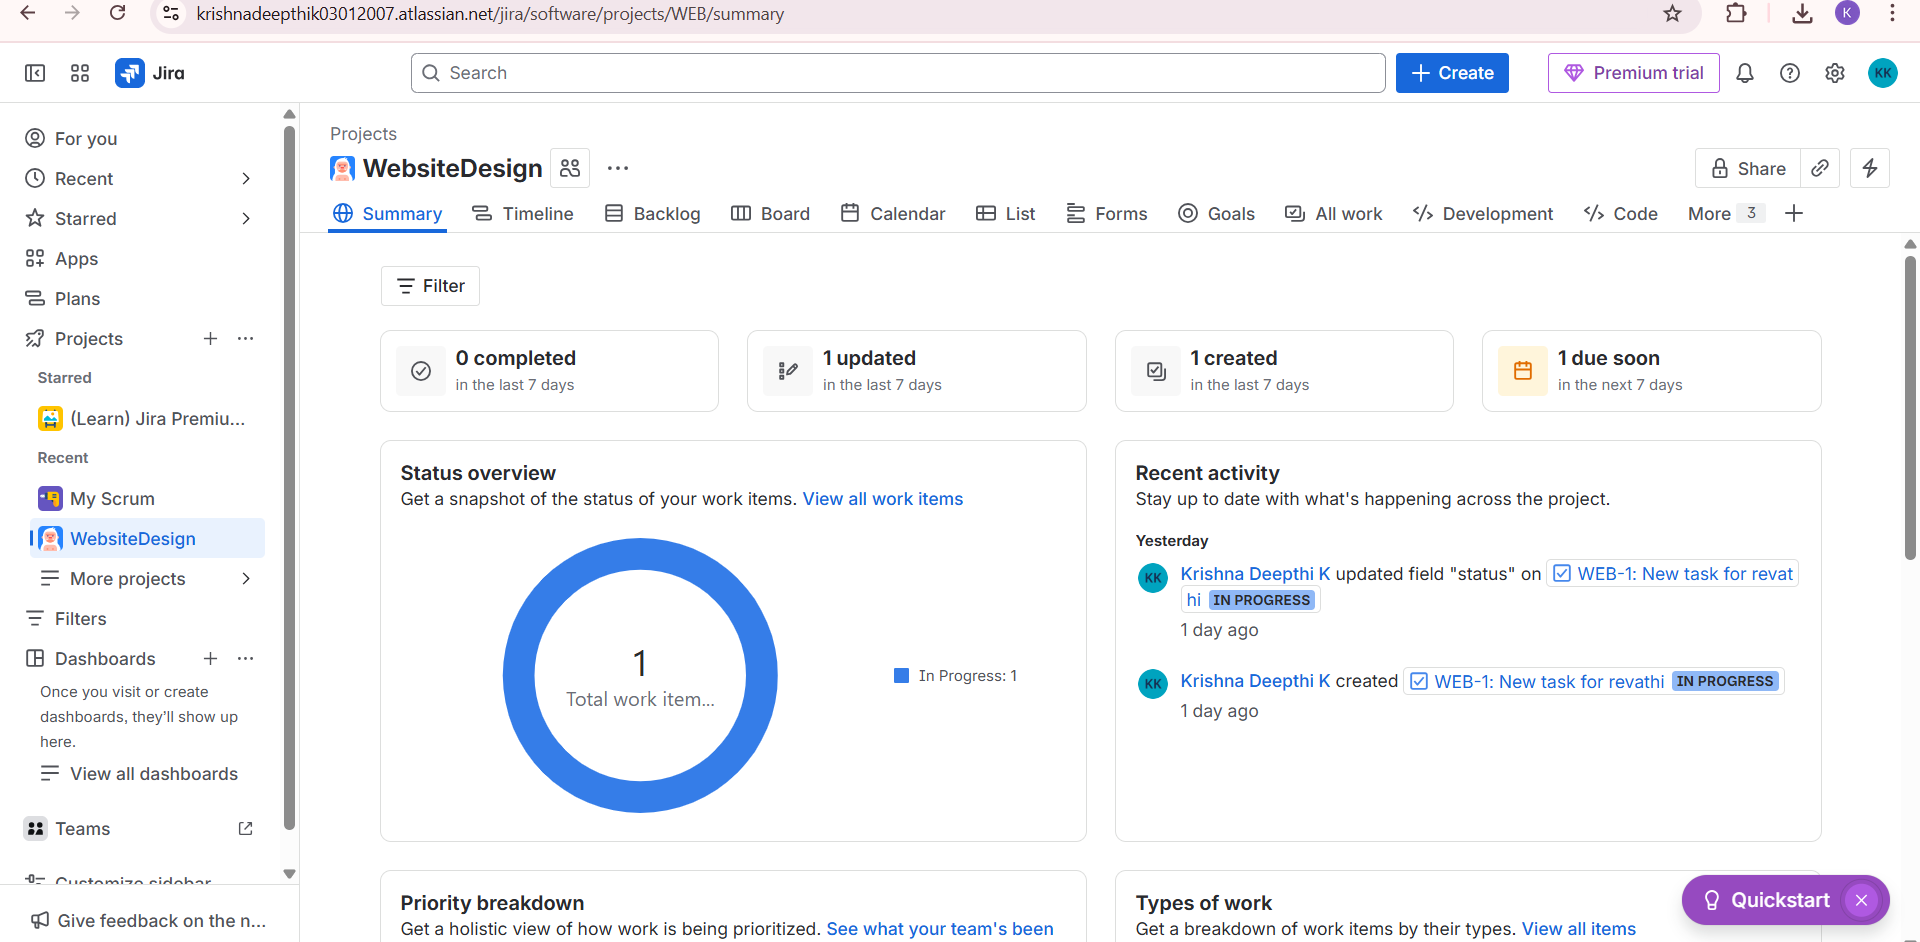 krishnadeepthik03012007.atlassian.net/jira/software/projects/WEB/summary
K
Jira
Search
Create
Premium trial
KK
For you
Recent
Starred
Apps
Plans
Projects
Starred
(Learn) Jira Premiu...
Recent
My Scrum
WebsiteDesign
More projects
Filters
Dashboards
Once you visit or create
dashboards, they'll show up
here.
View all dashboards
Teams
Customize sidebar
Give feedback on the n...
Projects
WebsiteDesign
Share
Summary
Timeline
Backlog
Board
Calendar
List
Forms
Goals
All work
Development
Code
More 3
Filter
0 completed
in the last 7 days
1 updated
in the last 7 days
1 created
in the last 7 days
1 due soon
in the next 7 days
Status overview
Get a snapshot of the status of your work items. View all work items
1
Total work item...
In Progress: 1
Recent activity
Stay up to date with what's happening across the project.
Yesterday
KK
Krishna Deepthi K updated field "status" on WEB-1: New task for revat
hi IN PROGRESS
1 day ago
KK
Krishna Deepthi K created WEB-1: New task for revathi IN PROGRESS
1 day ago
Priority breakdown
Get a holistic view of how work is being prioritized. See what your team's been
Types of work
Get a breakdown of work items by their types. View all items
Quickstart